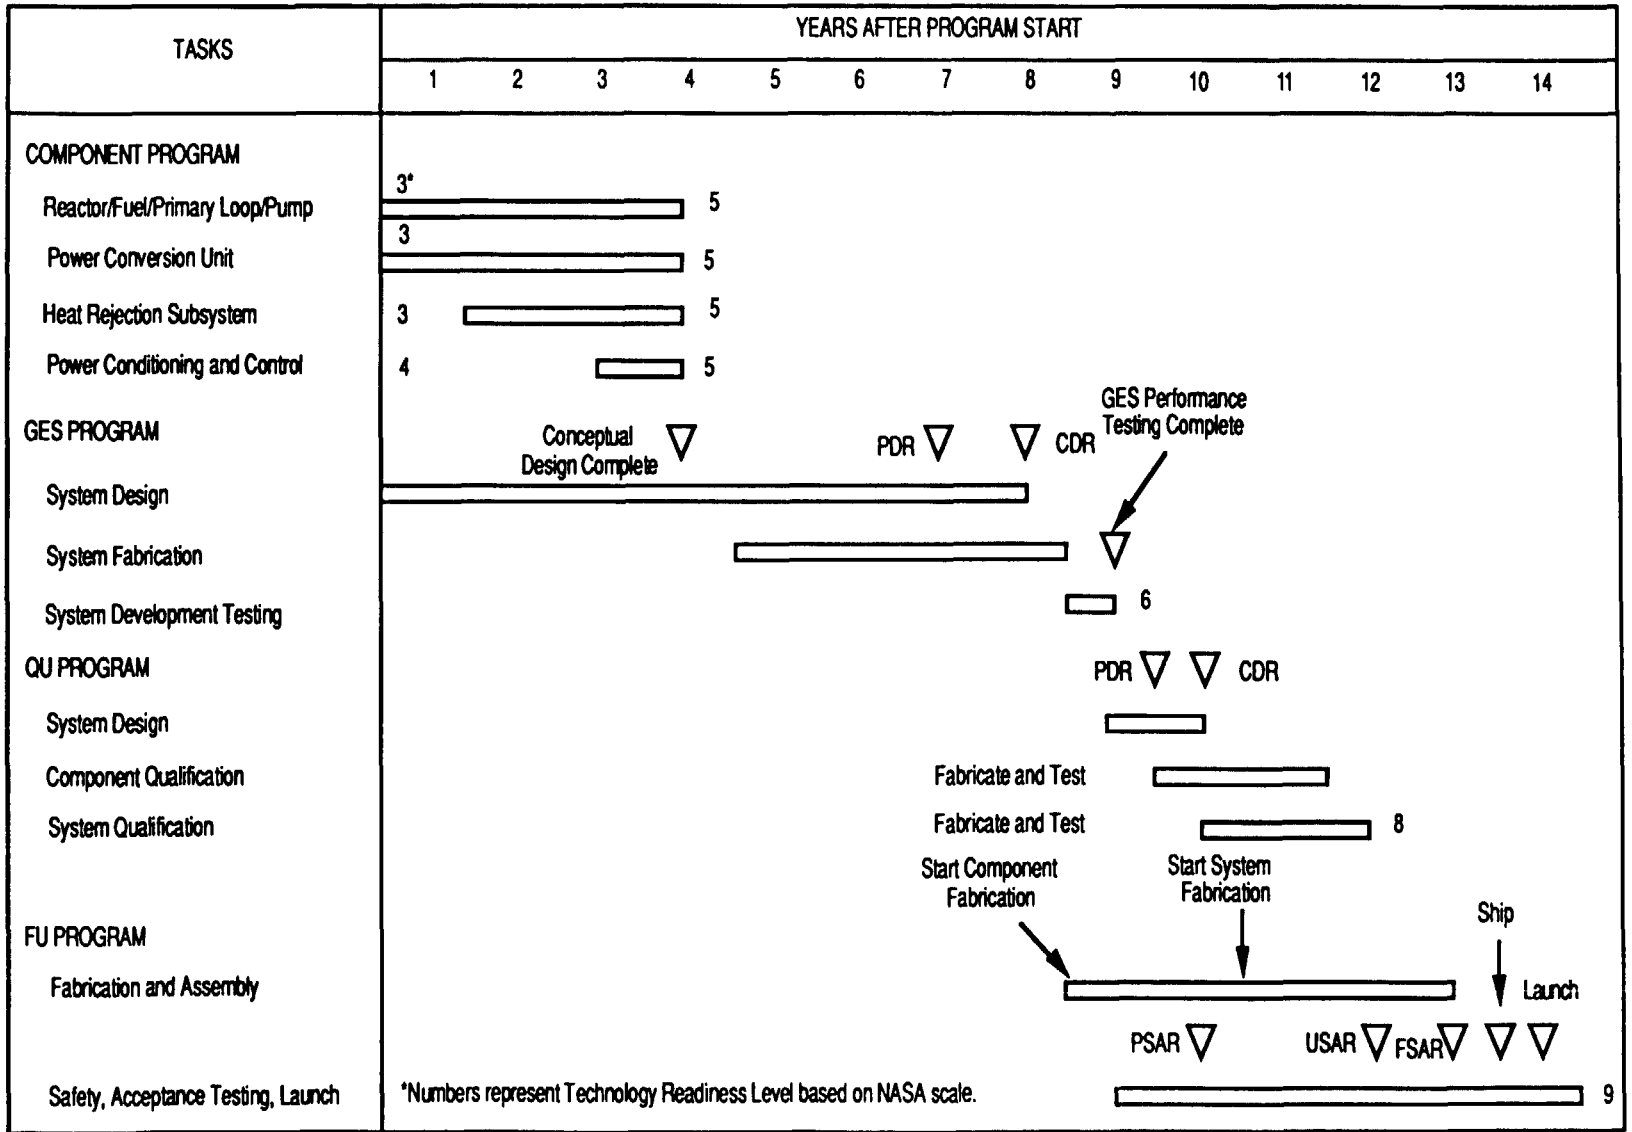 TASKS
YEARS AFTER PROGRAM START
1 2 3 4 5 6 7 8 9 10 11 12 13 14
COMPONENT PROGRAM
3*
Reactor/Fuel/Primary Loop/Pump 5
3
Power Conversion Unit 5
Heat Rejection Subsystem 3 5
Power Conditioning and Control 4 5
GES Performance
Testing Complete
GES PROGRAM
Conceptual
Design Complete
PDR CDR
System Design
System Fabrication
System Development Testing 6
QU PROGRAM PDR CDR
System Design
Component Qualification Fabricate and Test
System Qualification Fabricate and Test 8
Start Component
Fabrication
Start System
Fabrication
Ship
FU PROGRAM
Fabrication and Assembly Launch
PSAR USAR FSAR
Safety, Acceptance Testing, Launch *Numbers represent Technology Readiness Level based on NASA scale. 9